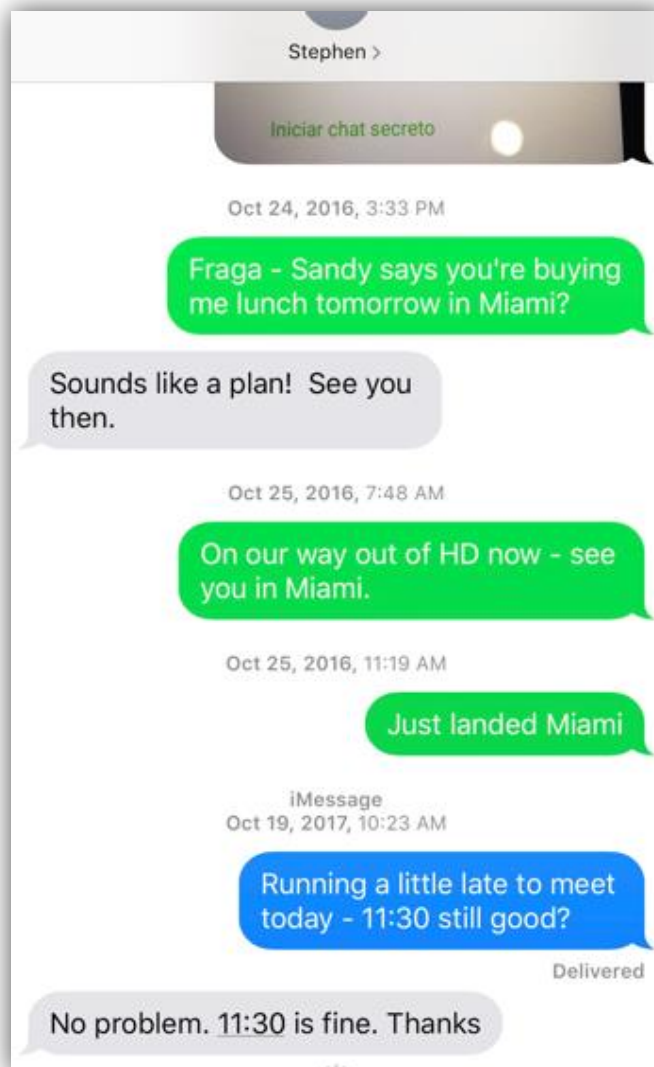 Stephen >
Iniciar chat secreto
Oct 24, 2016, 3:33 PM
Fraga - Sandy says you're buying
me lunch tomorrow in Miami?
Sounds like a plan!  See you
then.
Oct 25, 2016, 7:48 AM
On our way out of HD now - see
you in Miami.
Oct 25, 2016, 11:19 AM
Just landed Miami
iMessage
Oct 19, 2017, 10:23 AM
Running a little late to meet
today - 11:30 still good?
Delivered
No problem. 11:30 is fine. Thanks